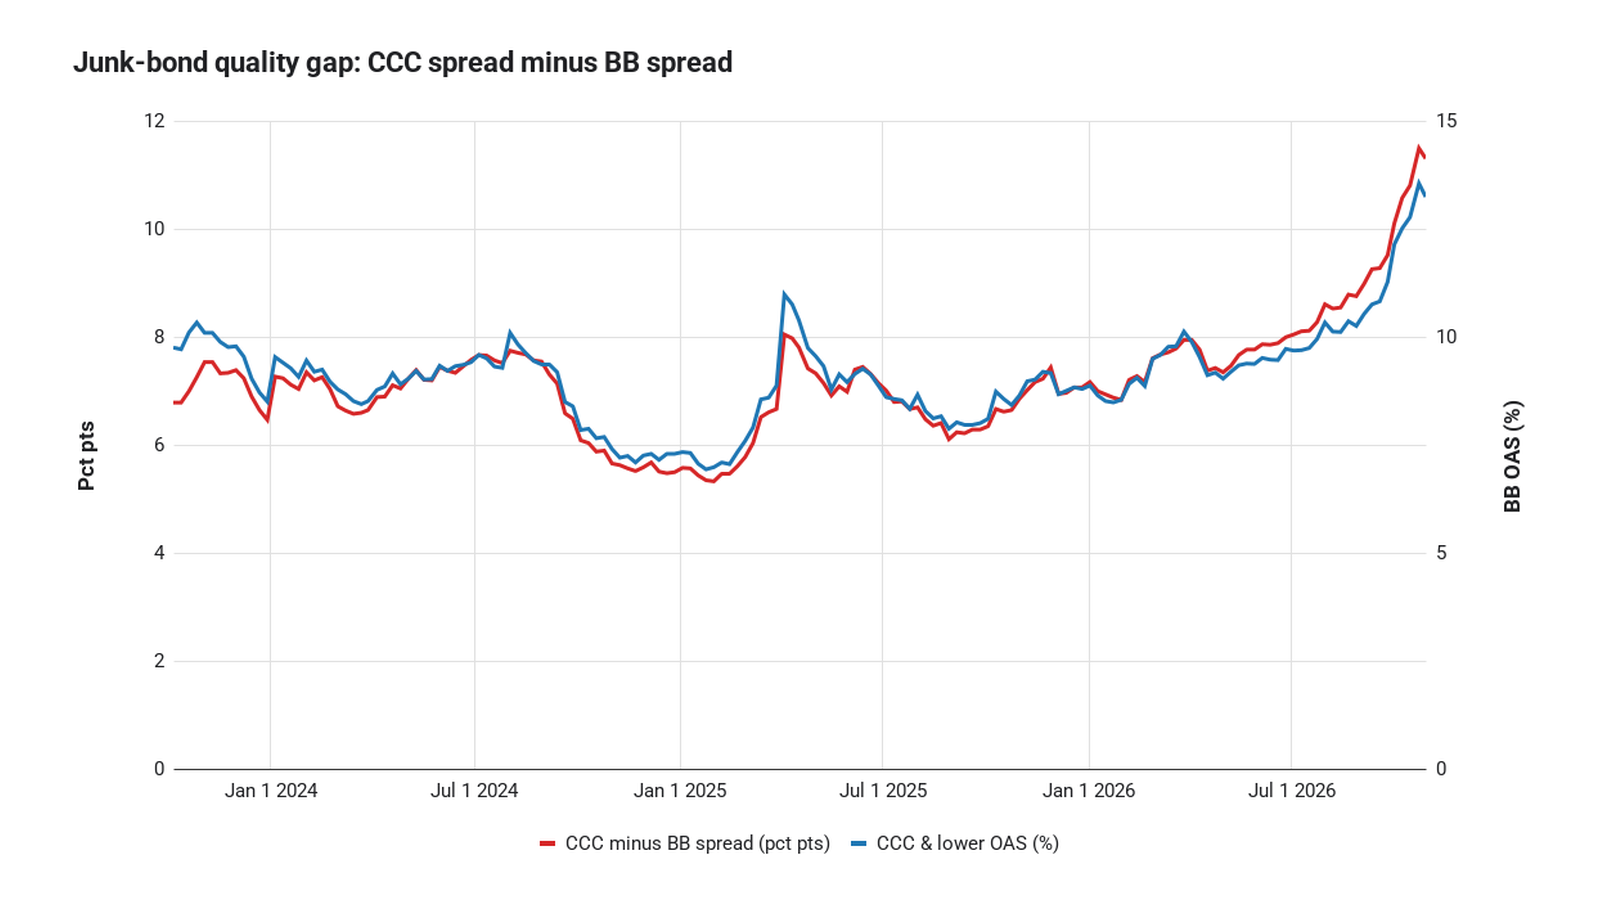 Junk-bond quality gap: CCC spread minus BB spread
12
10
8
6
4
2
0
Pct pts
15
10
5
0
BB OAS (%)
Jan 1 2024
Jul 1 2024
Jan 1 2025
Jul 1 2025
Jan 1 2026
Jul 1 2026
CCC minus BB spread (pct pts)
CCC & lower OAS (%)